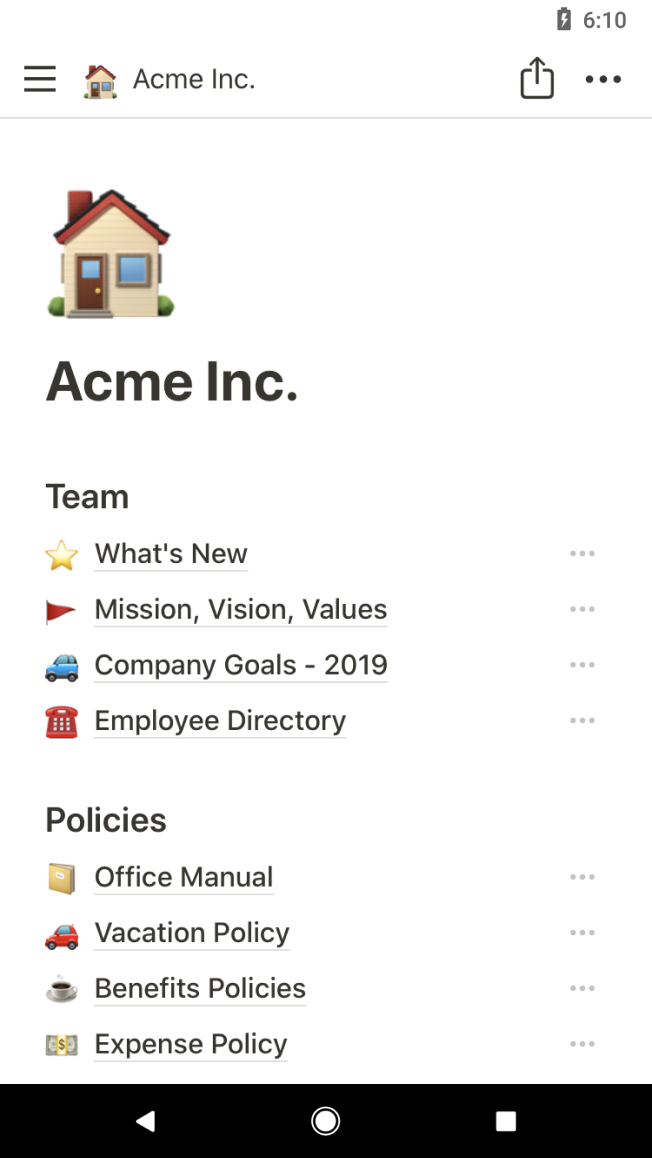 6:10
Acme Inc.
Acme Inc.
Team
What's New
Mission, Vision, Values
Company Goals - 2019
Employee Directory
Policies
Office Manual
Vacation Policy
Benefits Policies
Expense Policy